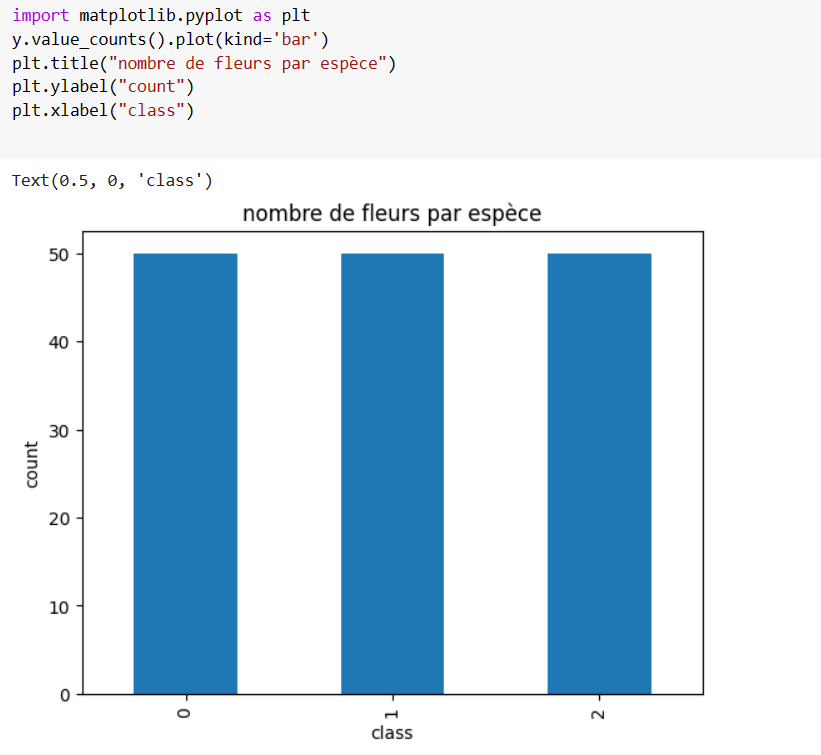 import matplotlib.pyplot as plt
y.value_counts().plot(kind='bar')
plt.title("nombre de fleurs par espèce")
plt.ylabel("count")
plt.xlabel("class")
Text(0.5, 0, 'class')
nombre de fleurs par espèce
50
40
30
20
10
0
count
0
1
2
class